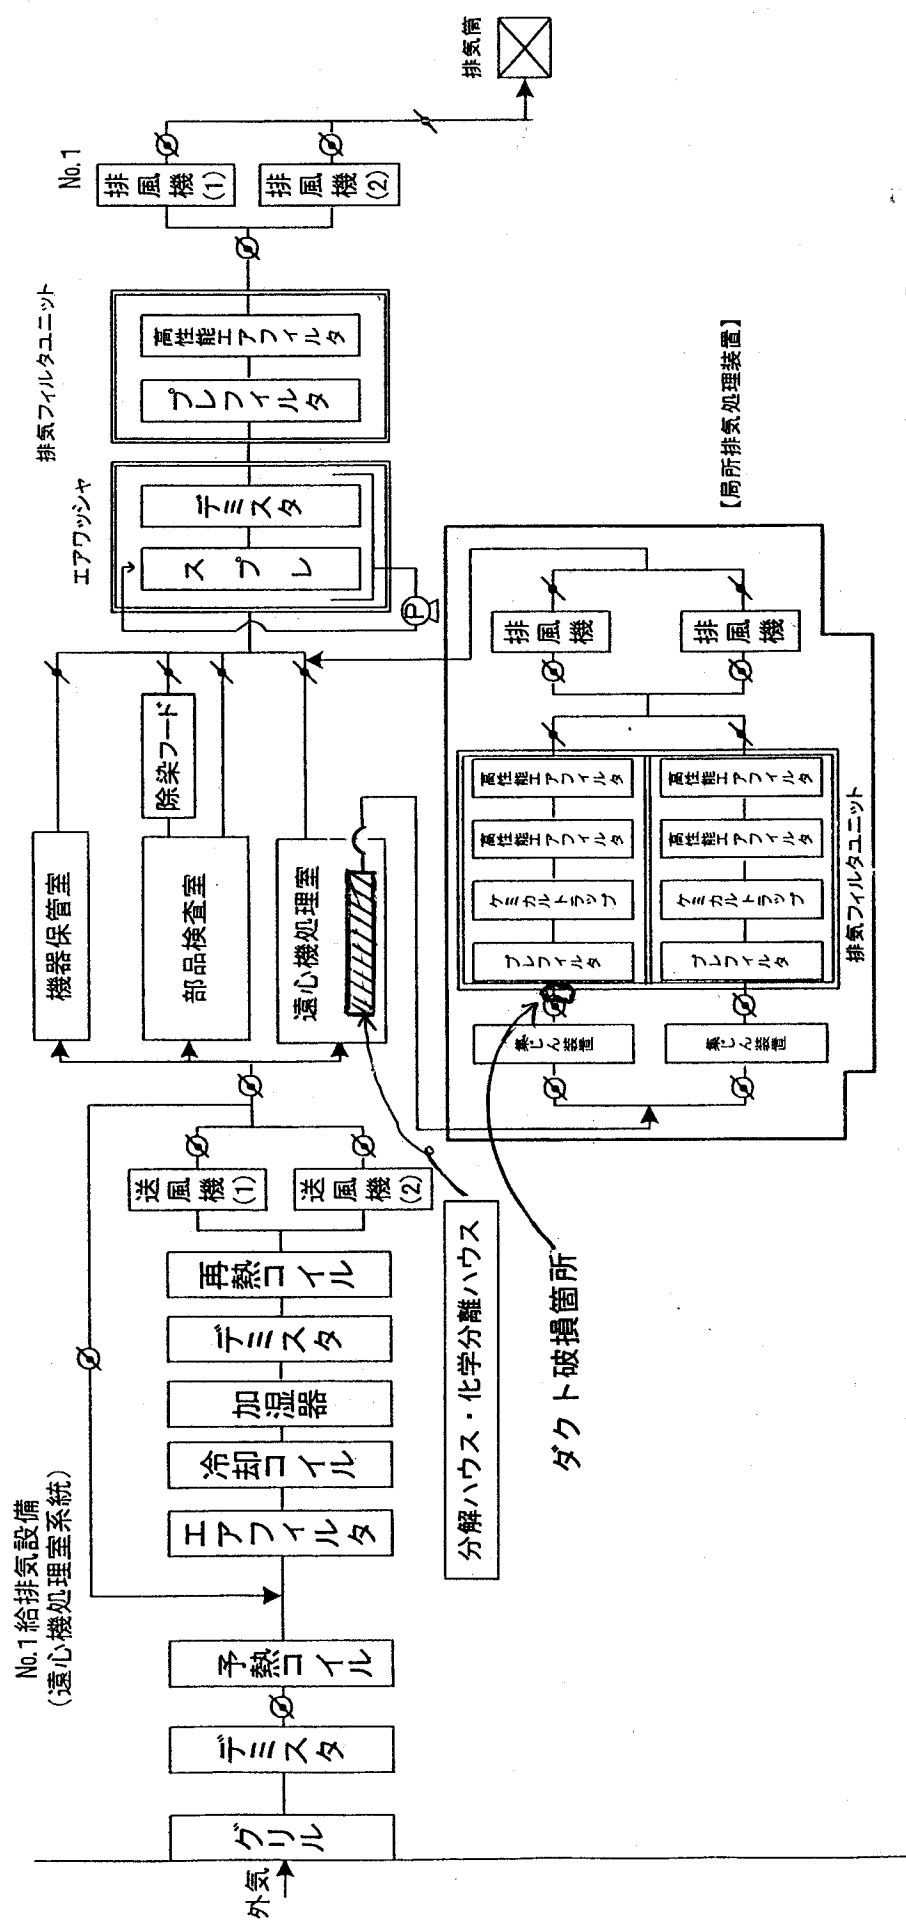 No.1給排気設備
(遠心機処理室系統)
外気
グリル
デミスタ
予熱コイル
エアフィルタ
冷却コイル
加湿器
デミスタ
再熱コイル
送風機
(1)
送風機
(2)
機器保管室
部品検査室
遠心機処理室
除染フード
エアワッシャ
スプレ
デミスタ
P
排気フィルタユニット
プレフィルタ
高性能エアフィルタ
No.1
排風機
(1)
排風機
(2)
排気筒
分解ハウス・化学分離ハウス
ダクト破損箇所
【局所排気処理装置】
集じん装置
プレフィルタ
ケミカルトラップ
高性能エアフィルタ
高性能エアフィルタ
排風機
集じん装置
プレフィルタ
ケミカルトラップ
高性能エアフィルタ
高性能エアフィルタ
排風機
排気フィルタユニット